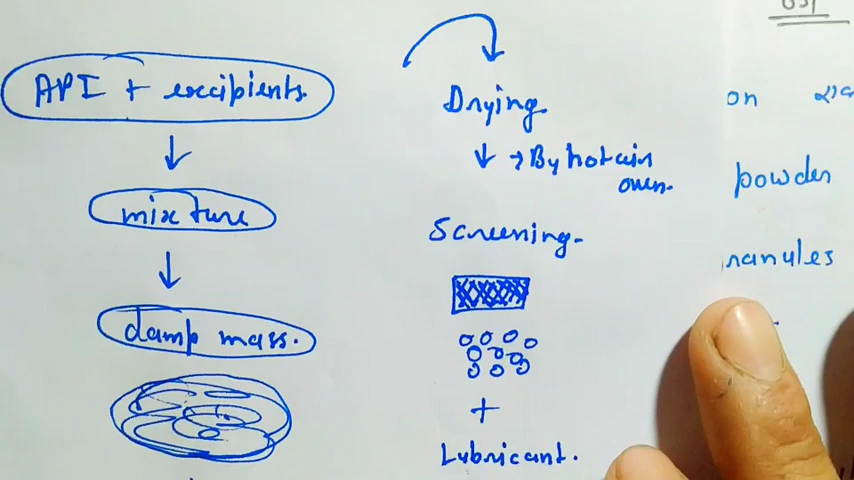 API + excipients.
mixture
damp mass.
Drying.
→ By hot air
oven.
Screening.
+
Lubricant.
on
powder
ranules